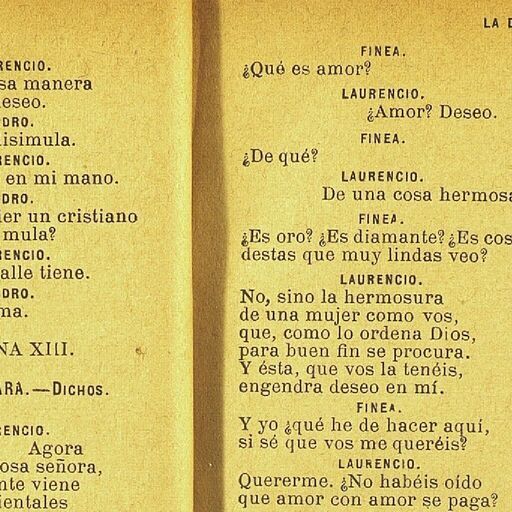 RENCIO.
sa manera
eseo.
DRO.
isimula.
RENCIO.
en mi mano.
DRO.
er un cristiano
mula?
RENCIO.
alle tiene.
DRO.
ma.
NA XIII.
ARA.—DICHOS.
RENCIO.
Agora
osa señora,
nte viene
ientales
LA D
FINEA.
¿Qué es amor?
LAURENCIO.
¿Amor? Deseo.
FINEA.
¿De qué?
LAURENCIO.
De una cosa hermosa
FINEA.
¿Es oro? ¿Es diamante? ¿Es cos
destas que muy lindas veo?
LAURENCIO.
No, sino la hermosura
de una mujer como vos,
que, como lo ordena Dios,
para buen fin se procura.
Y ésta, que vos la tenéis,
engendra deseo en mí.
FINEA.
Y yo ¿qué he de hacer aquí,
si sé que vos me queréis?
LAURENCIO.
Quererme. ¿No habéis oído
que amor con amor se paga?